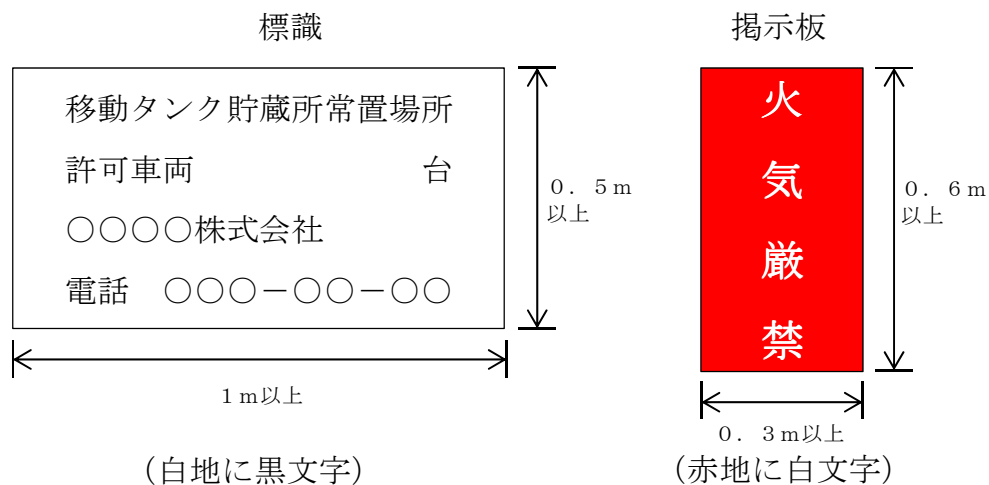 標識
移動タンク貯蔵所常置場所
許可車両　　　　　　　台
○○○○株式会社
電話　○○○－○○－○○
０．５ｍ
以上
１ｍ以上
(白地に黒文字)
掲示板
火
気
厳
禁
０．６ｍ
以上
０．３ｍ以上
(赤地に白文字)